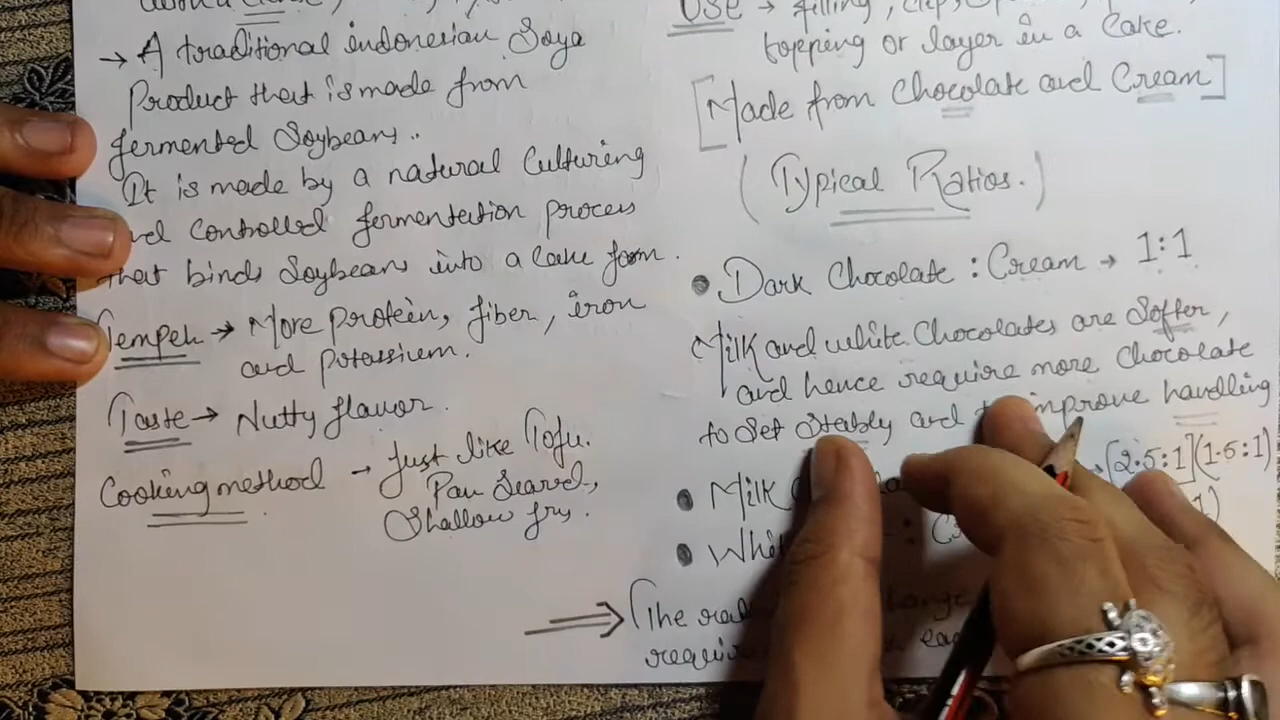 → A traditional indonesian Soya
Product that is made from
fermented Soybeans..
It is made by a natural Culturing
and controlled fermentation process
that binds Soybeans into a Cake form.
Tempeh → More protein, fiber, iron
and potassium.
Taste → Nutty flavor.
Cooking method → Just like Tofu.
Pan Seared,
Shallow fry.
Use → filling,
topping or layer in a Cake.
[Made from Chocolate and Cream]
(Typical Ratios.)
• Dark Chocolate : Cream → 1:1
Milk and white Chocolates are Softer,
and hence require more Chocolate
to Set Stably and improve handling
• Milk → [2.5:1](1.5:1)
• :
⇒ The